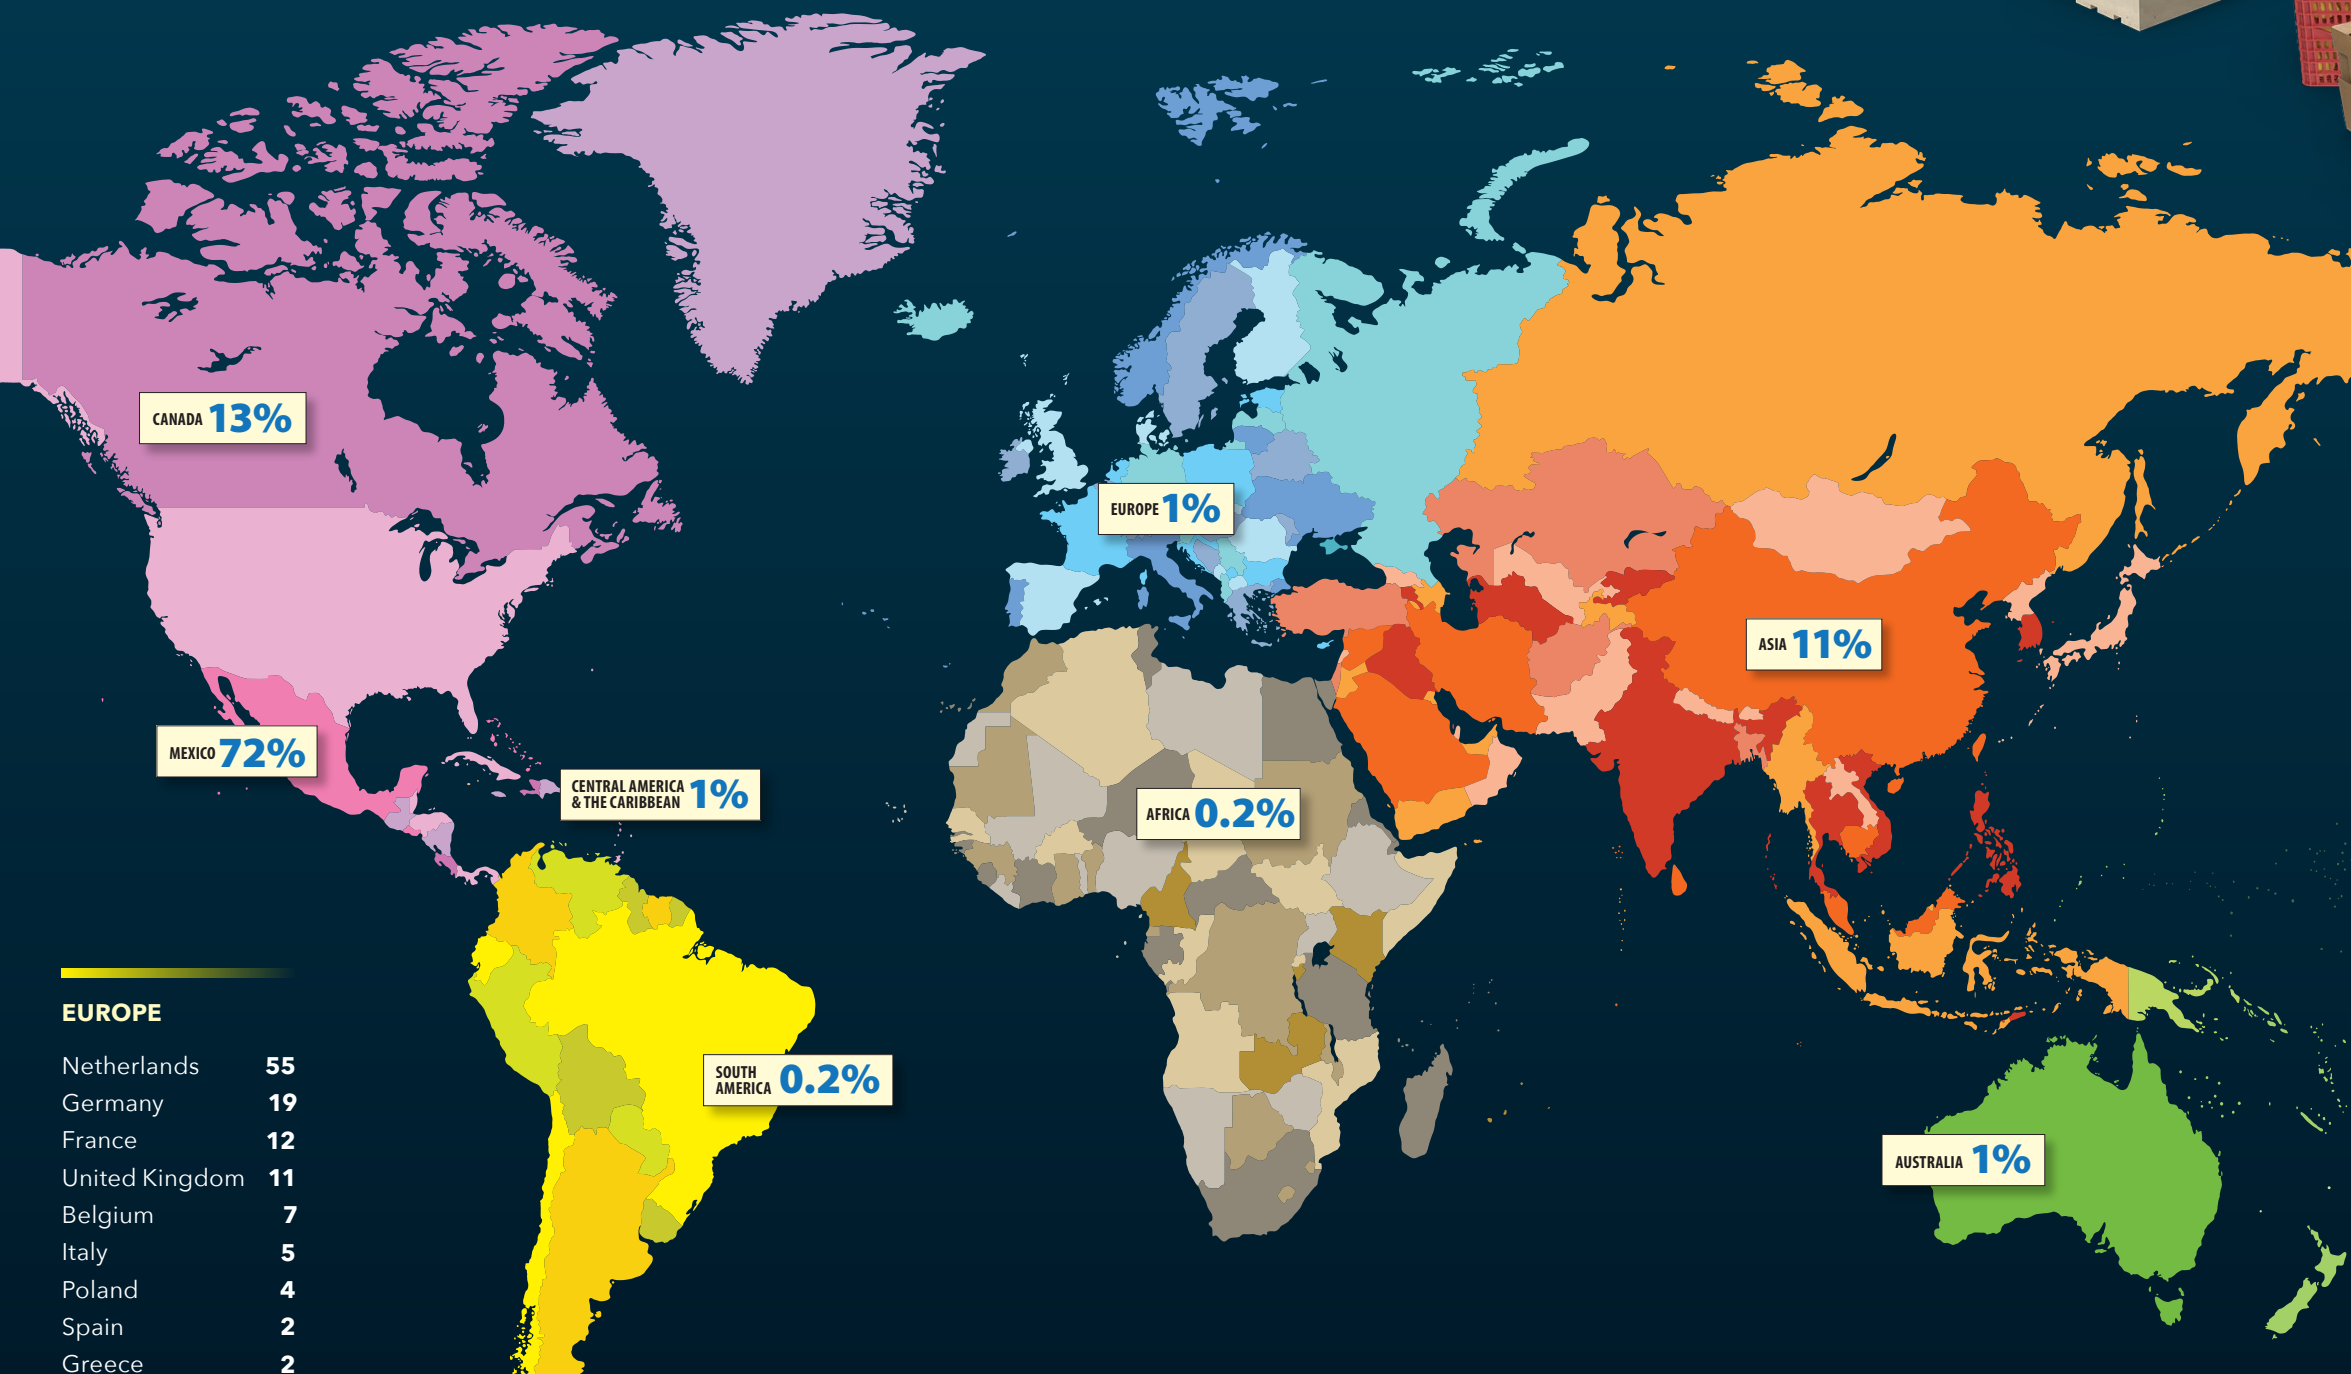 CANADA 13%
EUROPE 1%
ASIA 11%
MEXICO 72%
CENTRAL AMERICA
& THE CARIBBEAN 1%
AFRICA 0.2%
SOUTH
AMERICA 0.2%
AUSTRALIA 1%
EUROPE
Netherlands 55
Germany 19
France 12
United Kingdom 11
Belgium 7
Italy 5
Poland 4
Spain 2
Greece 2